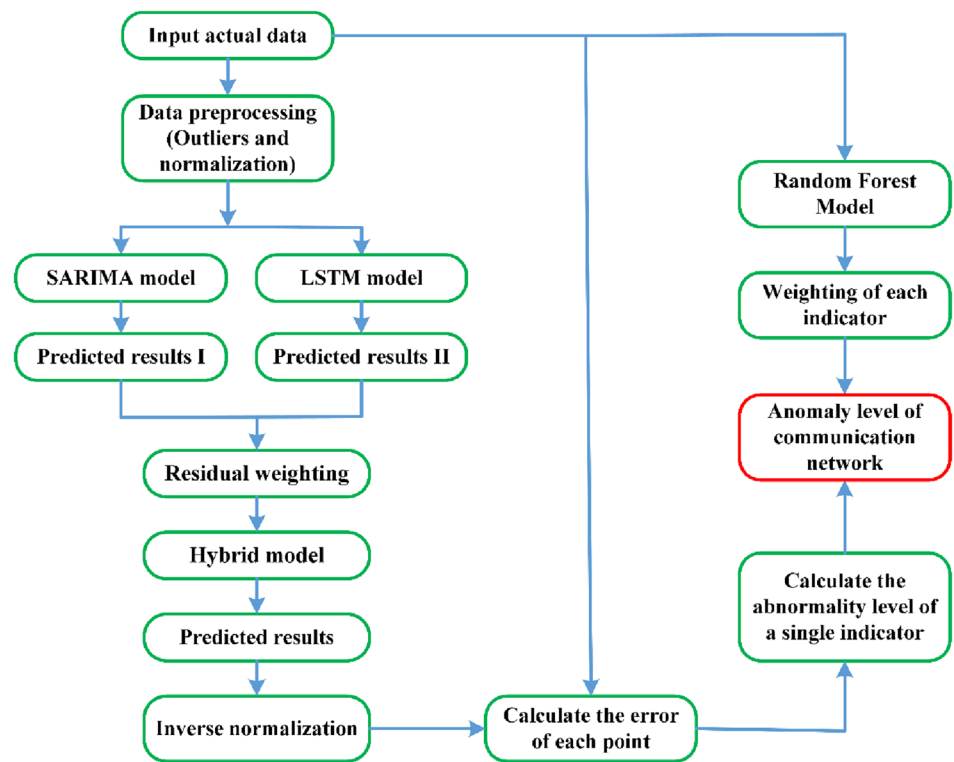 Input actual data
Data preprocessing
(Outliers and
normalization)
SARIMA model
LSTM model
Predicted results I
Predicted results II
Residual weighting
Hybrid model
Predicted results
Inverse normalization
Calculate the error
of each point
Random Forest
Model
Weighting of each
indicator
Anomaly level of
communication
network
Calculate the
abnormality level of
a single indicator